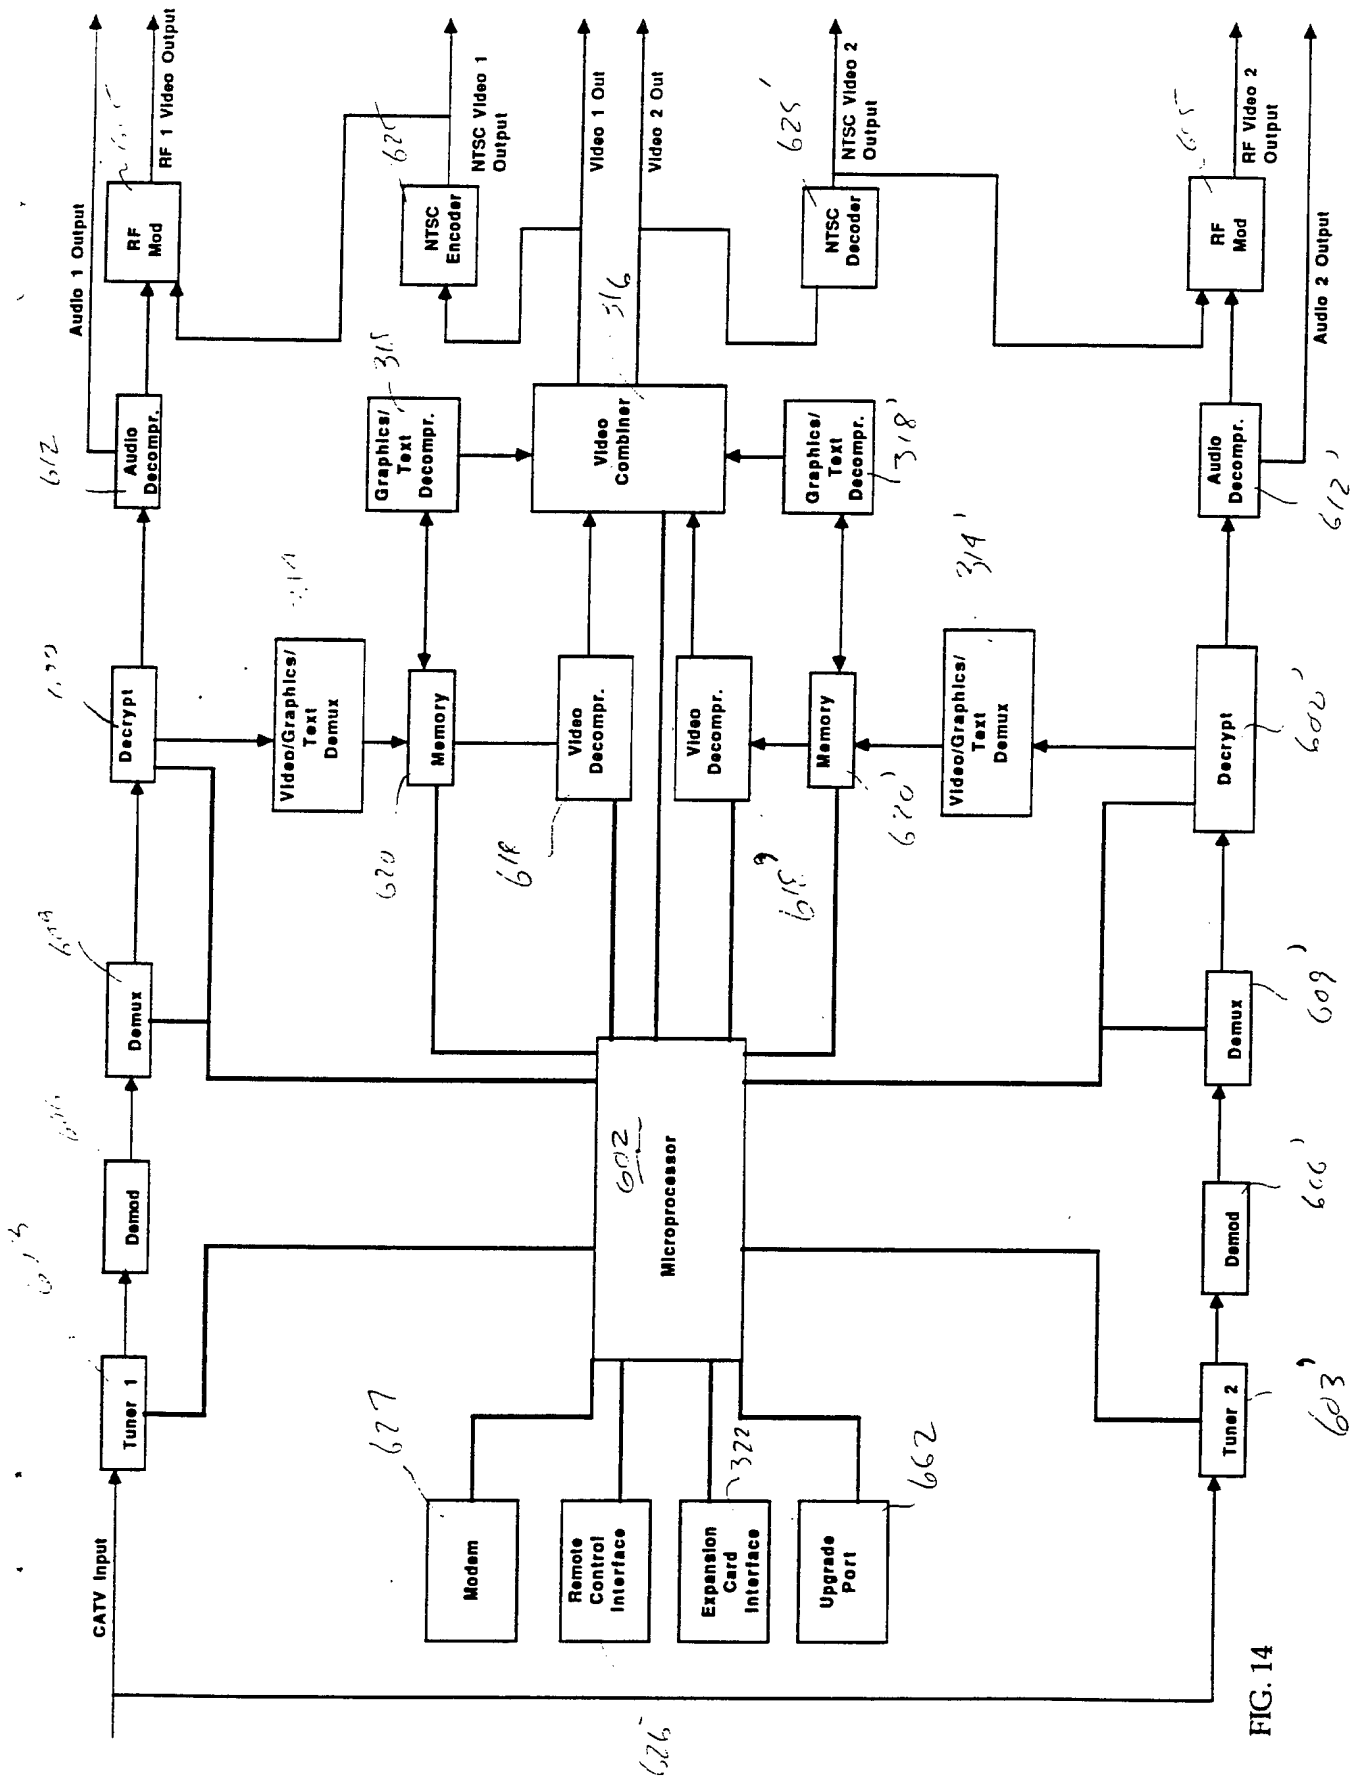 CATV Input
Tuner 1
Demod
Demux
Decrypt
Audio
Decompr.
612
RF
Mod
Audio 1 Output
RF 1 Video Output
Video/Graphics/
Text
Demux
Memory
620
Graphics/
Text
Decompr.
NTSC
Encoder
625
NTSC Video 1
Output
Modem
627
Remote
Control
Interface
626
Expansion
Card
Interface
322
Upgrade
Port
662
Microprocessor
602
Video
Decompr.
618
Video
Decompr.
618'
Video
Combiner
316
Video 1 Out
Video 2 Out
Memory
620'
Graphics/
Text
Decompr.
318'
NTSC
Decoder
625'
NTSC Video 2
Output
Video/Graphics/
Text
Demux
314'
Tuner 2
603'
Demod
606'
Demux
609'
Decrypt
602'
Audio
Decompr.
612'
RF
Mod
RF Video 2
Output
Audio 2 Output
FIG. 14